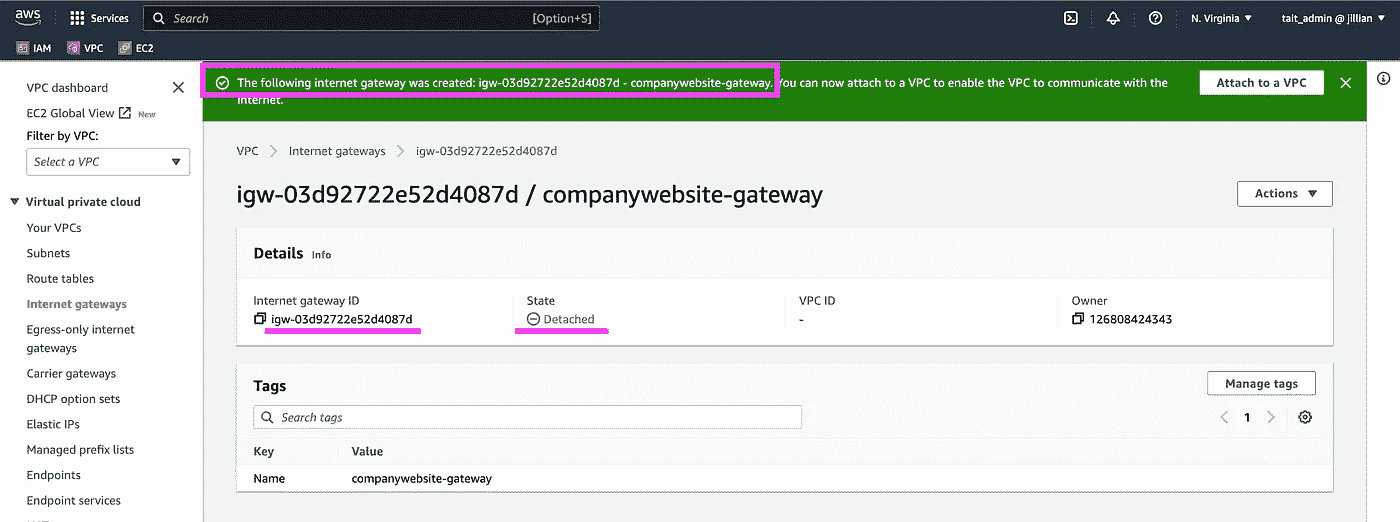 aws
Services
Search
[Option+S]
N. Virginia
tait_admin @ jillian
IAM
VPC
EC2
VPC dashboard
EC2 Global View
New
Filter by VPC:
Select a VPC
Virtual private cloud
Your VPCs
Subnets
Route tables
Internet gateways
Egress-only internet
gateways
Carrier gateways
DHCP option sets
Elastic IPs
Managed prefix lists
Endpoints
Endpoint services
The following internet gateway was created: igw-03d92722e52d4087d - companywebsite-gateway. You can now attach to a VPC to enable the VPC to communicate with the
internet.
Attach to a VPC
VPC
Internet gateways
igw-03d92722e52d4087d
igw-03d92722e52d4087d / companywebsite-gateway
Actions
Details
Info
Internet gateway ID
igw-03d92722e52d4087d
State
Detached
VPC ID
-
Owner
126808424343
Tags
Manage tags
Search tags
1
Key
Value
Name
companywebsite-gateway